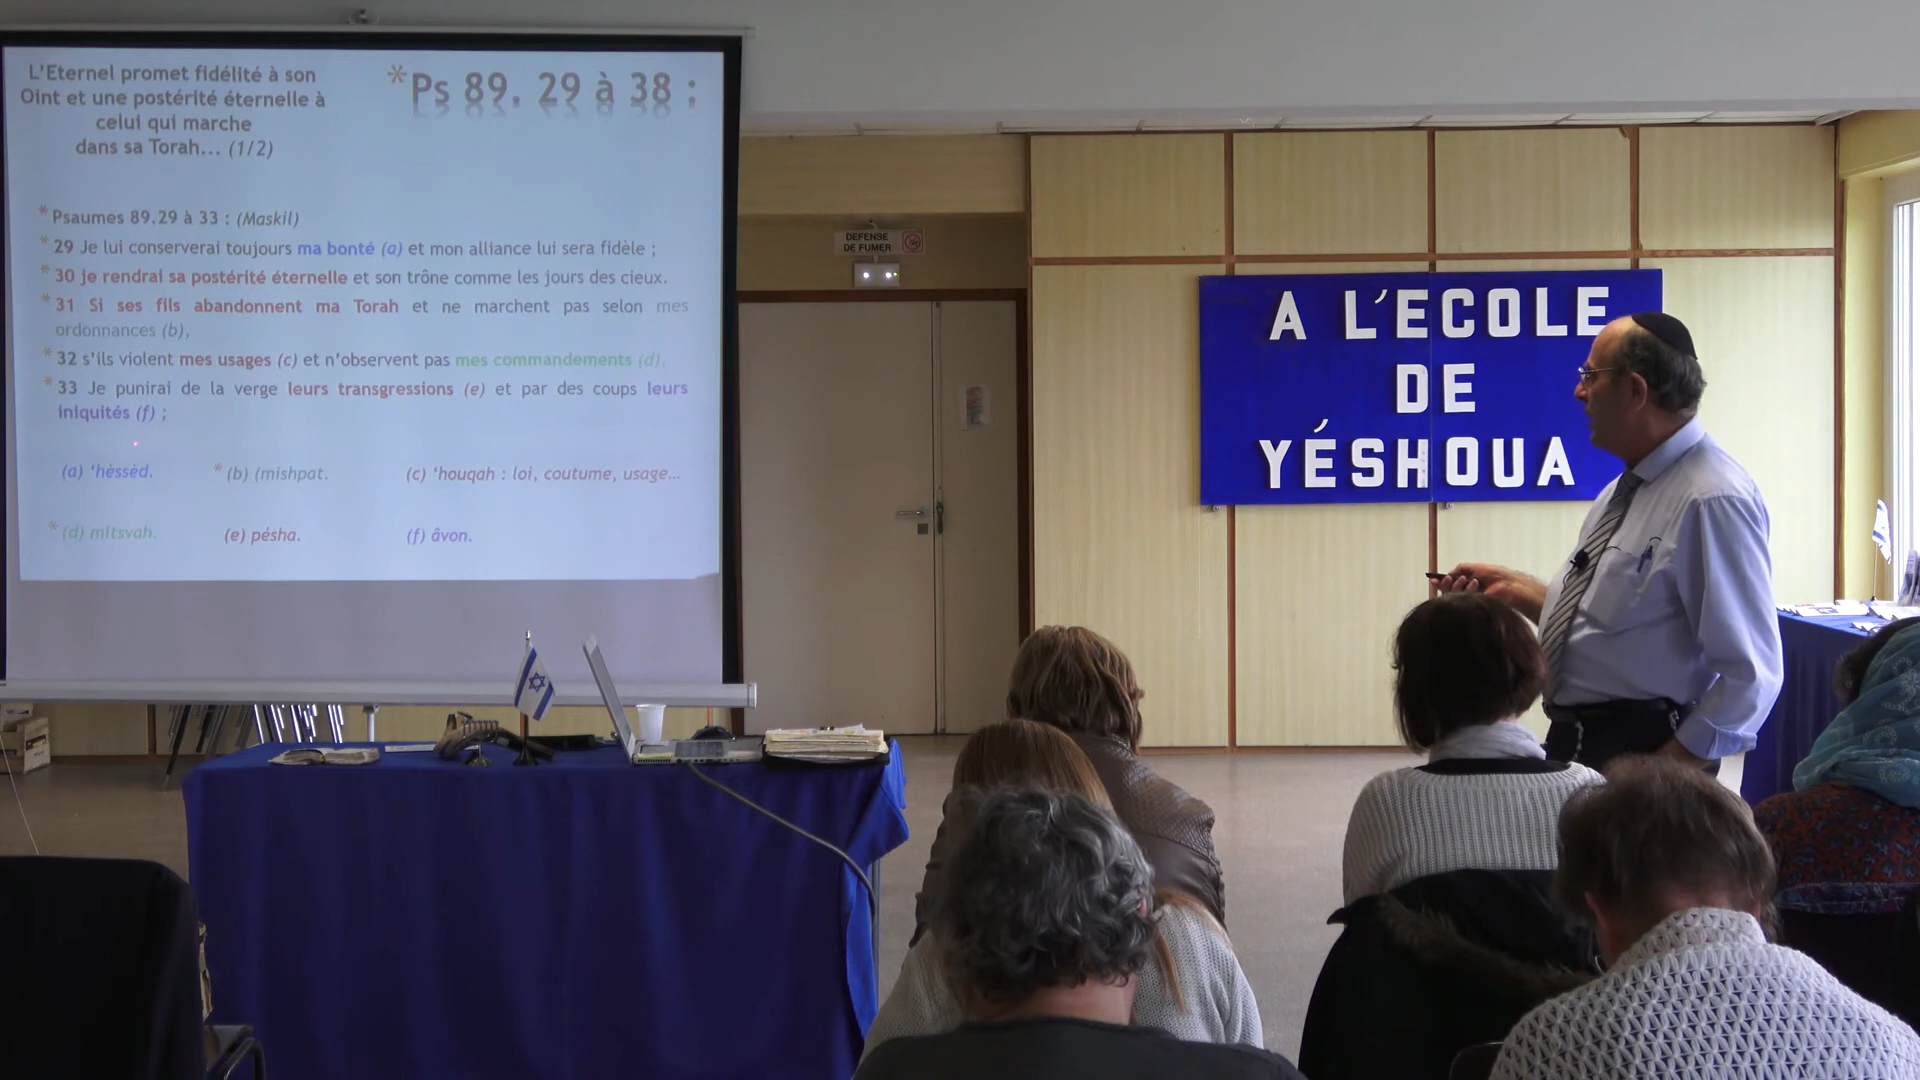 L'Eternel promet fidélité à son
Oint et une postérité éternelle à
celui qui marche
dans sa Torah... (1/2)
*Ps 89. 29 à 38 :
*Psaumes 89.29 à 33 : (Maskil)
*29 Je lui conserverai toujours ma bonté (a) et mon alliance lui sera fidèle ;
*30 je rendrai sa postérité éternelle et son trône comme les jours des cieux.
*31 Si ses fils abandonnent ma Torah et ne marchent pas selon mes
ordonnances (b),
*32 s'ils violent mes usages (c) et n'observent pas mes commandements (d),
*33 Je punirai de la verge leurs transgressions (e) et par des coups leurs
iniquités (f) ;
(a) 'hèssèd. *(b) (mishpat. (c) 'houqah : loi, coutume, usage...
*(d) mitsvah. (e) pésha. (f) âvon.
DEFENSE
DE FUMER
A L'ECOLE
DE
YÉSHOUA